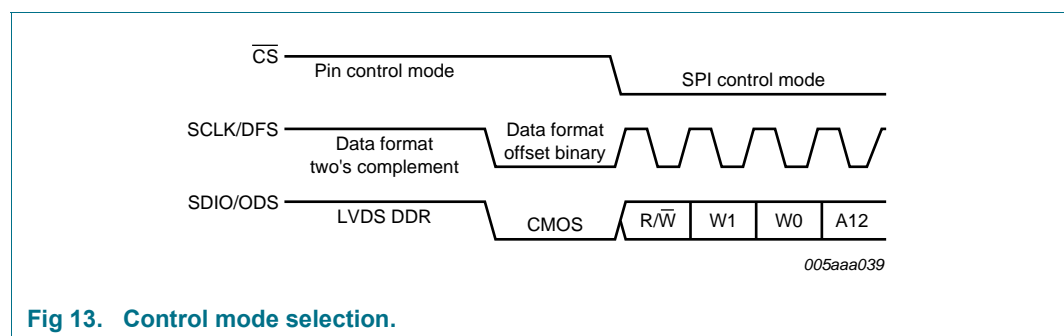 CS
Pin control mode
SPI control mode
SCLK/DFS
Data format
two's complement
Data format
offset binary
SDIO/ODS
LVDS DDR
CMOS
R/W
W1
W0
A12
005aaa039
Fig 13. Control mode selection.